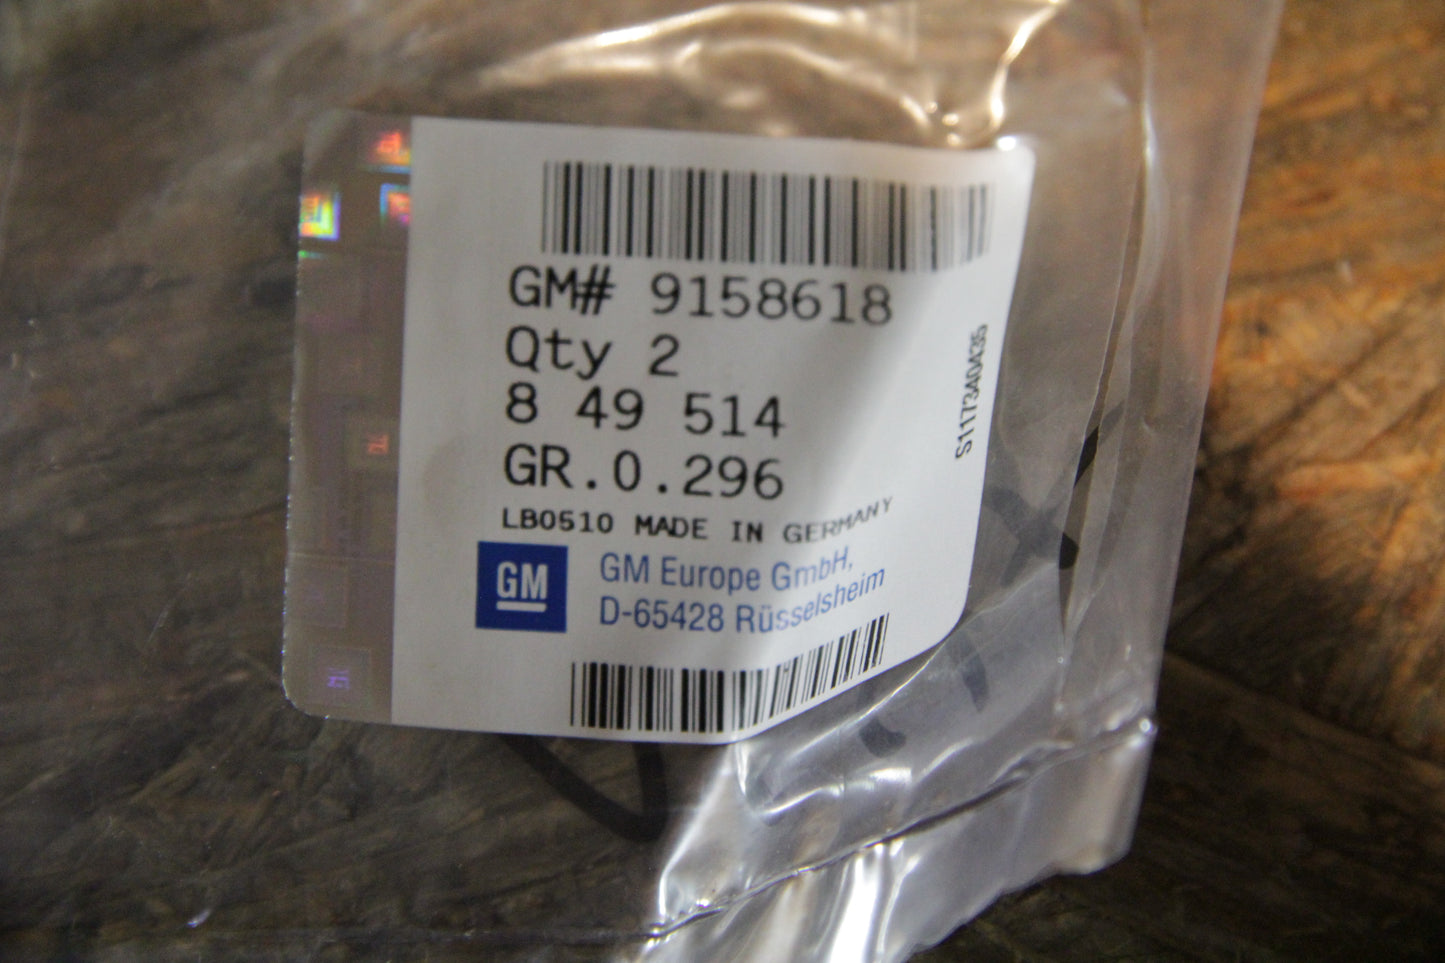 GM# 9158618
Qty 2
8 49 514
GR.0.296
LB0510 MADE IN GERMANY
GM
GM Europe GmbH,
D-65428 Rüsselsheim
S117340435